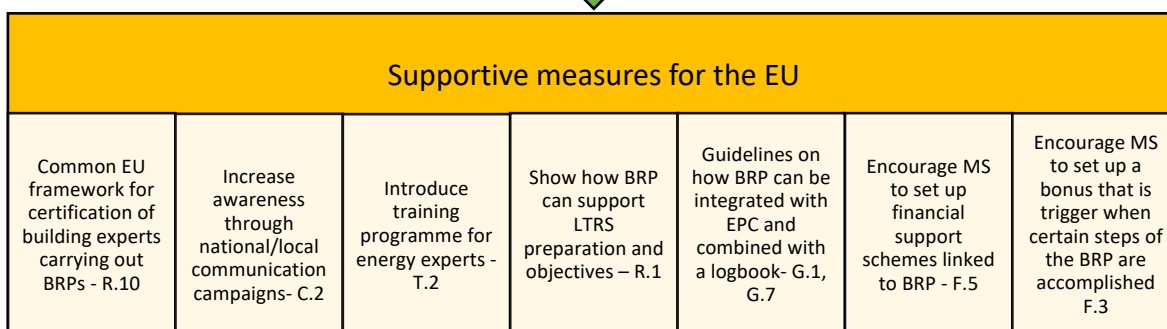 Supportive measures for the EU
Common EU
framework for
certification of
building experts
carrying out
BRPs - R.10
Increase
awareness
through
national/local
communication
campaigns- C.2
Introduce
training
programme for
energy experts -
T.2
Show how BRP
can support
LTRS
preparation and
objectives – R.1
Guidelines on
how BRP can be
integrated with
EPC and
combined with
a logbook- G.1,
G.7
Encourage MS
to set up
financial
support
schemes linked
to BRP - F.5
Encourage MS
to set up a
bonus that is
trigger when
certain steps of
the BRP are
accomplished
F.3